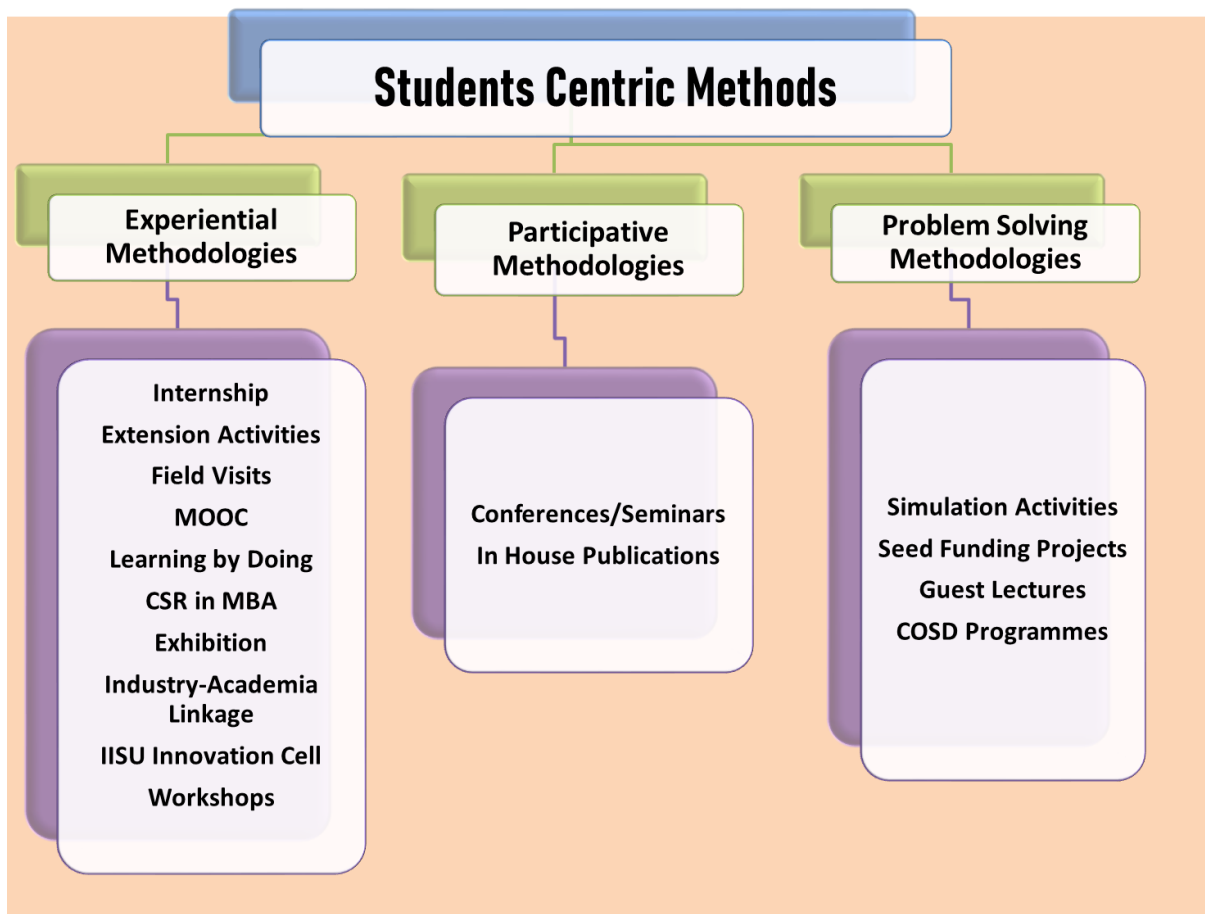 Students Centric Methods
Experiential
Methodologies
Participative
Methodologies
Problem Solving
Methodologies
Internship
Extension Activities
Field Visits
MOOC
Learning by Doing
CSR in MBA
Exhibition
Industry-Academia
Linkage
IISU Innovation Cell
Workshops
Conferences/Seminars
In House Publications
Simulation Activities
Seed Funding Projects
Guest Lectures
COSD Programmes